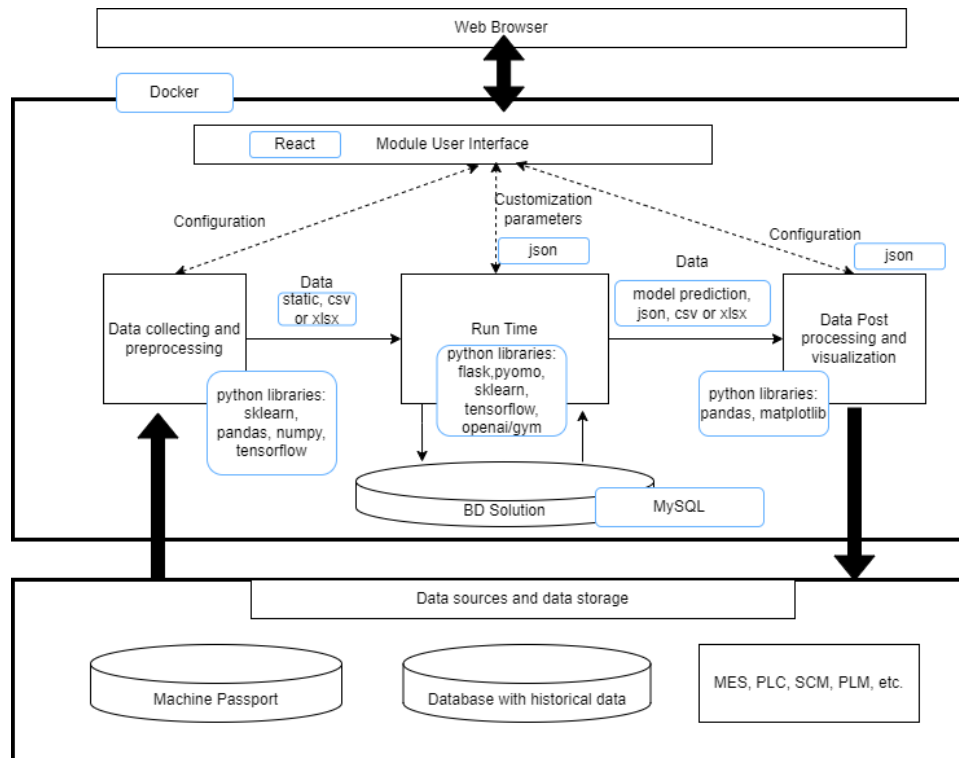 Web Browser
Docker
React
Module User Interface
Configuration
Customization
parameters
json
Configuration
json
Data
static, csv
or xlsx
Data
model prediction,
json, csv or xlsx
Data collecting and
preprocessing
Run Time
Data Post
processing and
visualization
python libraries:
sklearn,
pandas, numpy,
tensorflow
python libraries:
flask,pyomo,
sklearn,
tensorflow,
openai/gym
python libraries:
pandas, matplotlib
BD Solution
MySQL
Data sources and data storage
Machine Passport
Database with historical data
MES, PLC, SCM, PLM, etc.